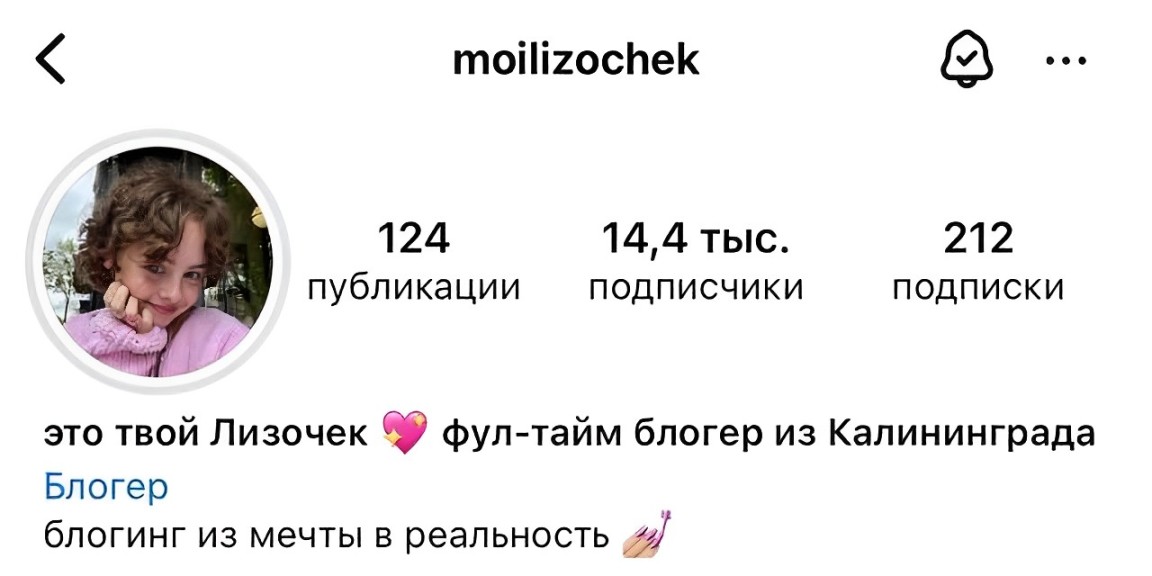 moilizochek
124 14,4 тыс. 212
публикации подписчики подписки
это твой Лизочек 💖 фул-тайм блогер из Калининграда
Блогер
блогинг из мечты в реальность 💅🏼